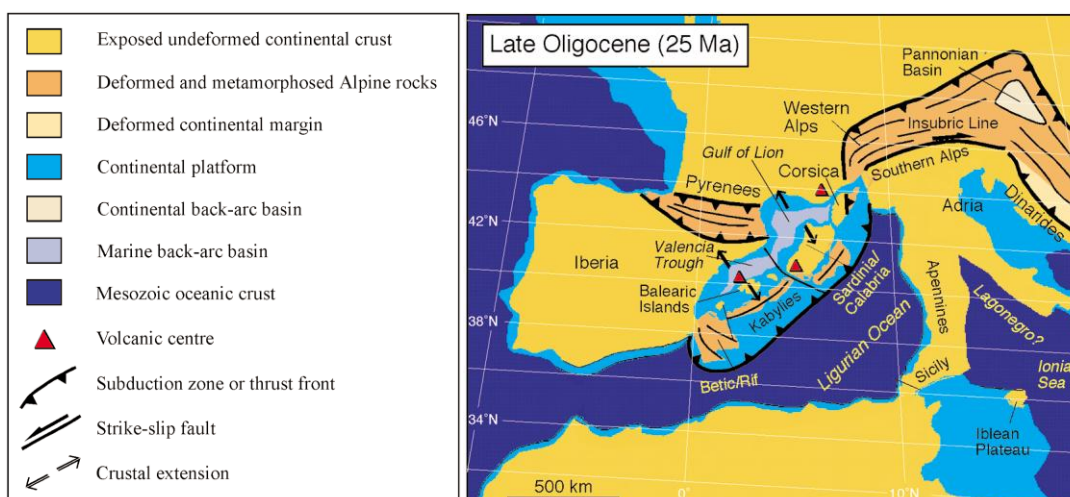 Exposed undeformed continental crust
Deformed and metamorphosed Alpine rocks
Deformed continental margin
Continental platform
Continental back-arc basin
Marine back-arc basin
Mesozoic oceanic crust
Volcanic centre
Subduction zone or thrust front
Strike-slip fault
Crustal extension
Late Oligocene (25 Ma)
Pannonian
Basin
Western
Alps
Insubric Line
46°N
Gulf of Lion
Corsica
Southern Alps
Pyrenees
Dinarides
Adria
42°N
Valencia
Trough
Iberia
40°N
Balearic
Islands
Kabylies
Sardinia/
Calabria
Apennines
Lagonegro?
38°N
Ligurian Ocean
Ionia
Sea
Betic/Rif
Sicily
34°N
Iblean
Plateau
500 km
0°
10°N